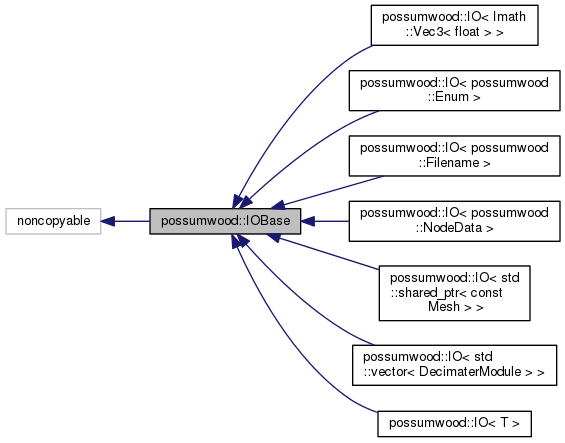 possumwood::IO< Imath
::Vec3< float > >
possumwood::IO< possumwood
::Enum >
possumwood::IO< possumwood
::Filename >
noncopyable
possumwood::IOBase
possumwood::IO< possumwood
::NodeData >
possumwood::IO< std
::shared_ptr< const
Mesh > >
possumwood::IO< std
::vector< DecimaterModule > >
possumwood::IO< T >